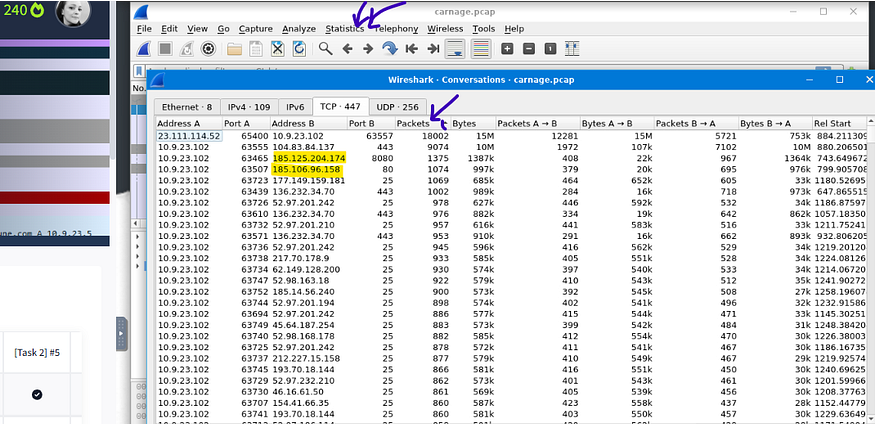 240
carnage.pcap
File Edit View Go Capture Analyze Statistics Telephony Wireless Tools Help
No.
Wireshark · Conversations · carnage.pcap
Ethernet · 8 IPv4 · 109 IPv6 TCP · 447 UDP · 256
Address A Port A Address B Port B Packets Bytes Packets A → B Bytes A → B Packets B → A Bytes B → A Rel Start
23.111.114.52 65400 10.9.23.102 63557 18002 15M 12281 15M 5721 753k 884.211309
10.9.23.102 63555 104.83.84.137 443 9074 10M 1972 107k 7102 10M 880.206501
10.9.23.102 63465 185.125.204.174 8080 1375 1387k 408 22k 967 1364k 743.649672
10.9.23.102 63507 185.106.96.158 80 1074 997k 379 20k 695 976k 799.905708
10.9.23.102 63723 177.149.159.181 25 1069 685k 464 652k 605 33k 1180.52695
10.9.23.102 63439 136.232.34.70 443 1002 989k 284 16k 718 973k 647.865515
10.9.23.102 63726 52.97.201.242 25 978 627k 446 592k 532 34k 1186.87597
10.9.23.102 63610 136.232.34.70 443 976 882k 334 19k 642 862k 1057.18350
10.9.23.102 63732 52.97.201.210 25 957 616k 441 583k 516 33k 1211.75241
10.9.23.102 63571 136.232.34.70 443 953 910k 291 16k 662 893k 932.806205
10.9.23.102 63736 52.97.201.242 25 945 596k 416 562k 529 34k 1219.20120
10.9.23.102 63738 217.70.178.9 25 933 585k 405 551k 528 34k 1224.08126
10.9.23.102 63734 62.149.128.200 25 930 574k 397 540k 533 34k 1214.06720
10.9.23.102 63747 52.98.163.18 25 922 579k 410 543k 512 35k 1241.90272
10.9.23.102 63752 185.14.56.240 25 900 573k 392 545k 508 27k 1258.19607
10.9.23.102 63744 52.97.201.194 25 898 574k 402 541k 496 32k 1232.91586
10.9.23.102 63694 52.97.201.242 25 886 577k 415 544k 471 33k 1145.30251
10.9.23.102 63749 45.64.187.254 25 883 573k 399 542k 484 31k 1248.38420
10.9.23.102 63740 52.98.168.178 25 882 585k 412 554k 470 30k 1226.38003
10.9.23.102 63725 52.97.201.242 25 878 572k 411 541k 467 30k 1186.16735
10.9.23.102 63737 212.227.15.158 25 877 579k 410 549k 467 29k 1219.92574
10.9.23.102 63745 193.70.18.144 25 866 581k 416 551k 450 30k 1240.69625
10.9.23.102 63729 52.97.232.210 25 862 573k 401 543k 461 30k 1201.59966
10.9.23.102 63730 46.16.61.50 25 861 569k 405 539k 456 30k 1208.37763
10.9.23.102 63707 154.41.66.35 25 860 587k 423 558k 437 28k 1152.44779
10.9.23.102 63741 193.70.18.144 25 860 581k 403 550k 457 30k 1229.63649
[Task 2] #5